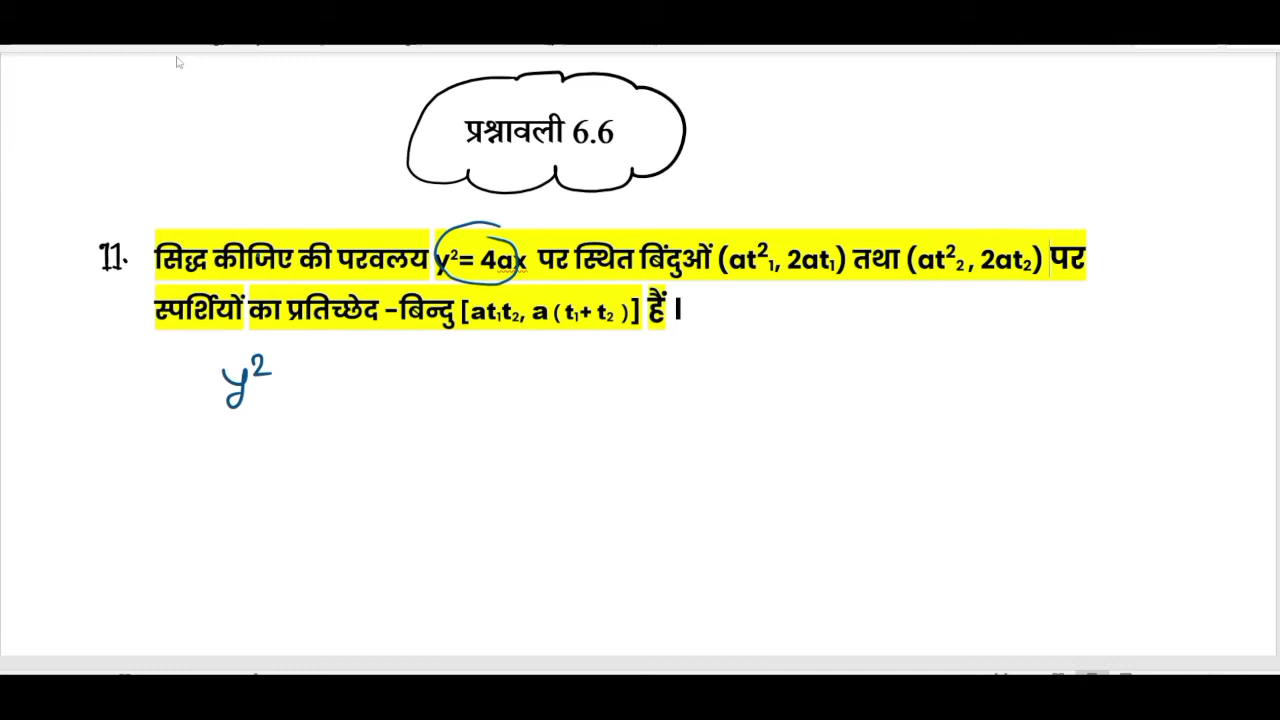 प्रश्नावली 6.6
11. सिद्ध कीजिए की परवलय y²= 4ax पर स्थित बिंदुओं (at²₁, 2at₁) तथा (at²₂, 2at₂) पर
स्पर्शियों का प्रतिच्छेद -बिन्दु [at₁t₂, a ( t₁+ t₂ )] हैं ।
y²